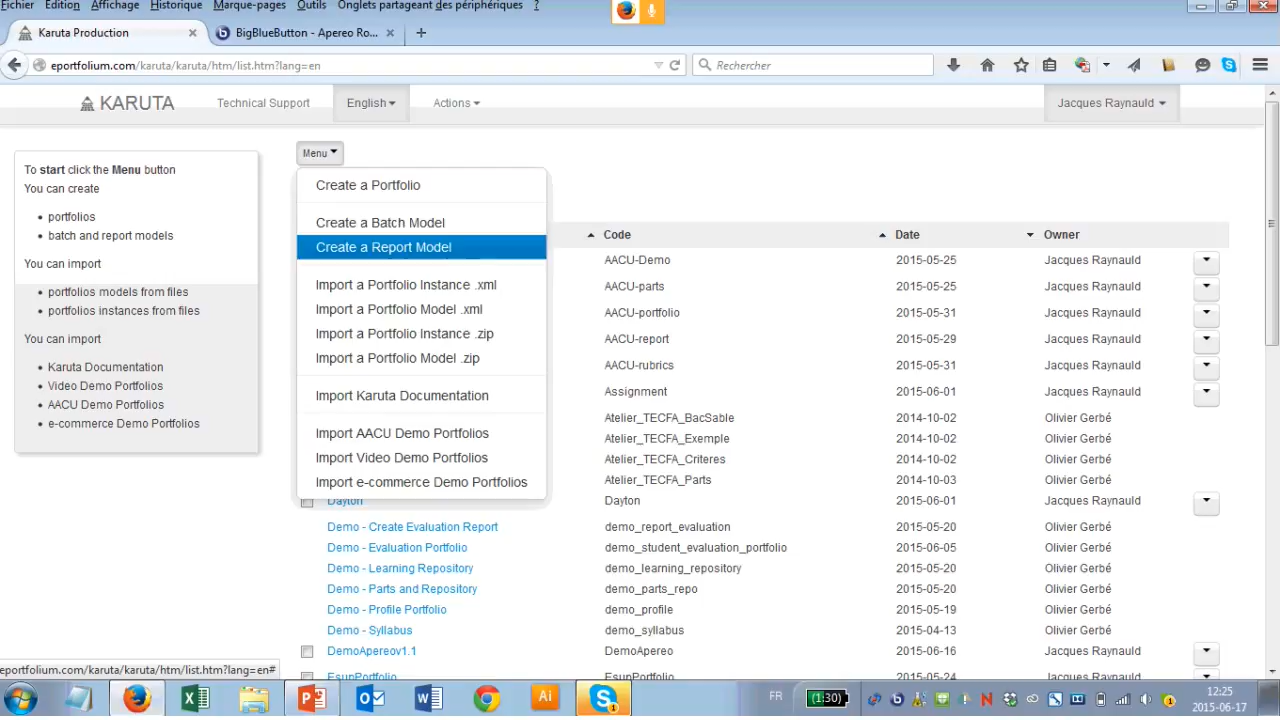 Fichier Edition Affichage Historique Marque-pages Outils Onglets partageant des périphériques ?
Karuta Production × BigBlueButton - Apereo Ro... × +
eportfolium.com/karuta/karuta/htm/list.htm?lang=en Rechercher
KARUTA Technical Support English Actions Jacques Raynauld
Menu
To start click the Menu button
You can create
• portfolios
• batch and report models
You can import
• portfolios models from files
• portfolios instances from files
You can import
• Karuta Documentation
• Video Demo Portfolios
• AACU Demo Portfolios
• e-commerce Demo Portfolios
Create a Portfolio
Create a Batch Model
Create a Report Model
Import a Portfolio Instance .xml
Import a Portfolio Model .xml
Import a Portfolio Instance .zip
Import a Portfolio Model .zip
Import Karuta Documentation
Import AACU Demo Portfolios
Import Video Demo Portfolios
Import e-commerce Demo Portfolios
Code Date Owner
AACU-Demo 2015-05-25 Jacques Raynauld
AACU-parts 2015-05-25 Jacques Raynauld
AACU-portfolio 2015-05-31 Jacques Raynauld
AACU-report 2015-05-29 Jacques Raynauld
AACU-rubrics 2015-05-31 Jacques Raynauld
Assignment 2015-06-01 Jacques Raynauld
Atelier_TECFA_BacSable 2014-10-02 Olivier Gerbé
Atelier_TECFA_Exemple 2014-10-02 Olivier Gerbé
Atelier_TECFA_Criteres 2014-10-02 Olivier Gerbé
Atelier_TECFA_Parts 2014-10-03 Olivier Gerbé
Dayton Dayton 2015-06-01 Jacques Raynauld
Demo - Create Evaluation Report demo_report_evaluation 2015-05-20 Olivier Gerbé
Demo - Evaluation Portfolio demo_student_evaluation_portfolio 2015-06-05 Olivier Gerbé
Demo - Learning Repository demo_learning_repository 2015-05-20 Olivier Gerbé
Demo - Parts and Repository demo_parts_repo 2015-05-20 Olivier Gerbé
Demo - Profile Portfolio demo_profile 2015-05-19 Olivier Gerbé
Demo - Syllabus demo_syllabus 2015-04-13 Olivier Gerbé
DemoApereov1.1 DemoApereo 2015-06-16 Jacques Raynauld
EsupPortfolio EsupPortfolio 2015-05-24 Jacques Raynauld
eportfolium.com/karuta/karuta/htm/list.htm?lang=en#
FR (1:30) 12:25
2015-06-17